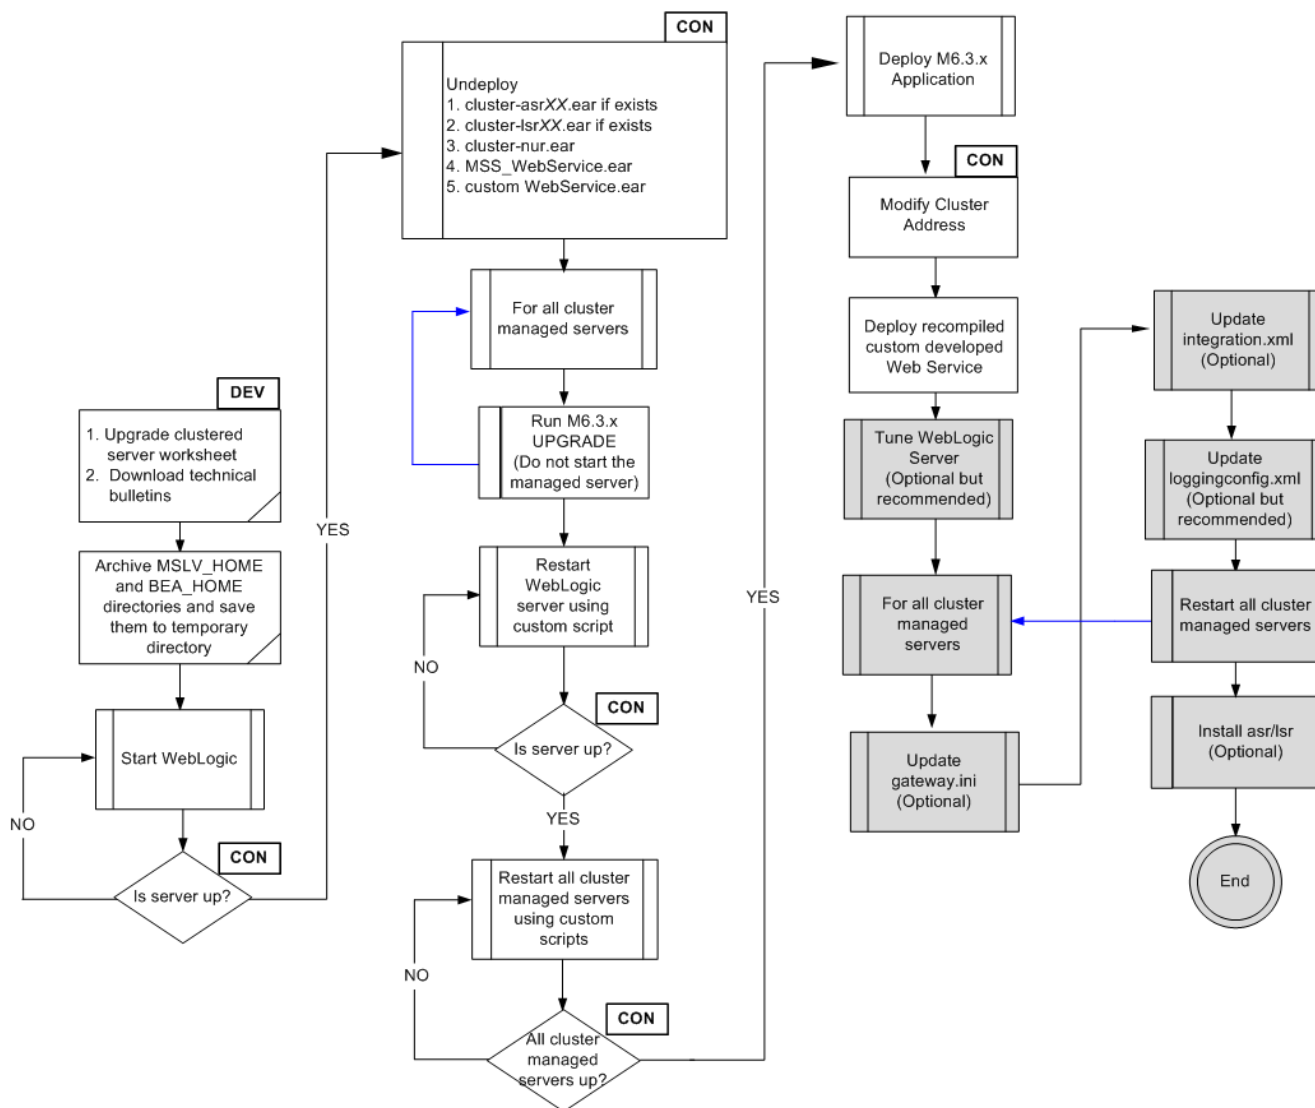 DEV
1. Upgrade clustered
server worksheet
2. Download technical
bulletins
Archive MSLV_HOME
and BEA_HOME
directories and save
them to temporary
directory
Start WebLogic
NO
CON
Is server up?
YES
CON
Undeploy
1. cluster-asrXX.ear if exists
2. cluster-lsrXX.ear if exists
3. cluster-nur.ear
4. MSS_WebService.ear
5. custom WebService.ear
For all cluster
managed servers
Run M6.3.x
UPGRADE
(Do not start the
managed server)
Restart
WebLogic
server using
custom script
NO
CON
Is server up?
YES
Restart all cluster
managed servers
using custom
scripts
NO
CON
All cluster
managed
servers up?
YES
Deploy M6.3.x
Application
CON
Modify Cluster
Address
Deploy recompiled
custom developed
Web Service
Tune WebLogic
Server
(Optional but
recommended)
For all cluster
managed
servers
Update
gateway.ini
(Optional)
Update
integration.xml
(Optional)
Update
loggingconfig.xml
(Optional but
recommended)
Restart all cluster
managed servers
Install asr/lsr
(Optional)
End